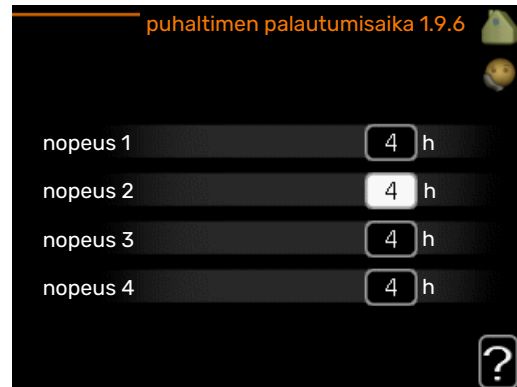 puhaltimen palautumisaika 1.9.6
nopeus 1 4 h
nopeus 2 4 h
nopeus 3 4 h
nopeus 4 4 h
?